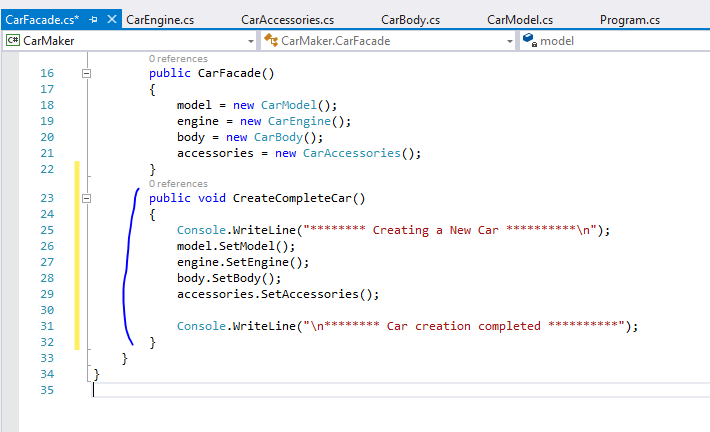 CarFacade.cs* CarEngine.cs CarAccessories.cs CarBody.cs CarModel.cs Program.cs
C# CarMaker CarMaker.CarFacade model
0 references
16 public CarFacade()
17 {
18 model = new CarModel();
19 engine = new CarEngine();
20 body = new CarBody();
21 accessories = new CarAccessories();
22 }
0 references
23 public void CreateCompleteCar()
24 {
25 Console.WriteLine("******** Creating a New Car **********\n");
26 model.SetModel();
27 engine.SetEngine();
28 body.SetBody();
29 accessories.SetAccessories();
30
31 Console.WriteLine("\n******** Car creation completed **********");
32 }
33 }
34 }
35